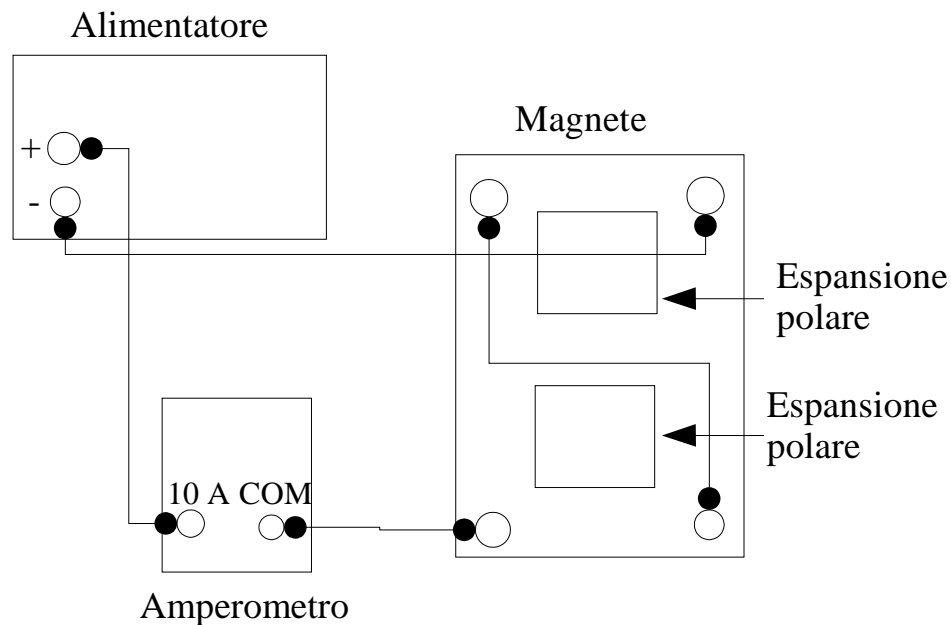 Alimentatore
+
-
Magnete
Espansione
polare
Espansione
polare
10 A COM
Amperometro